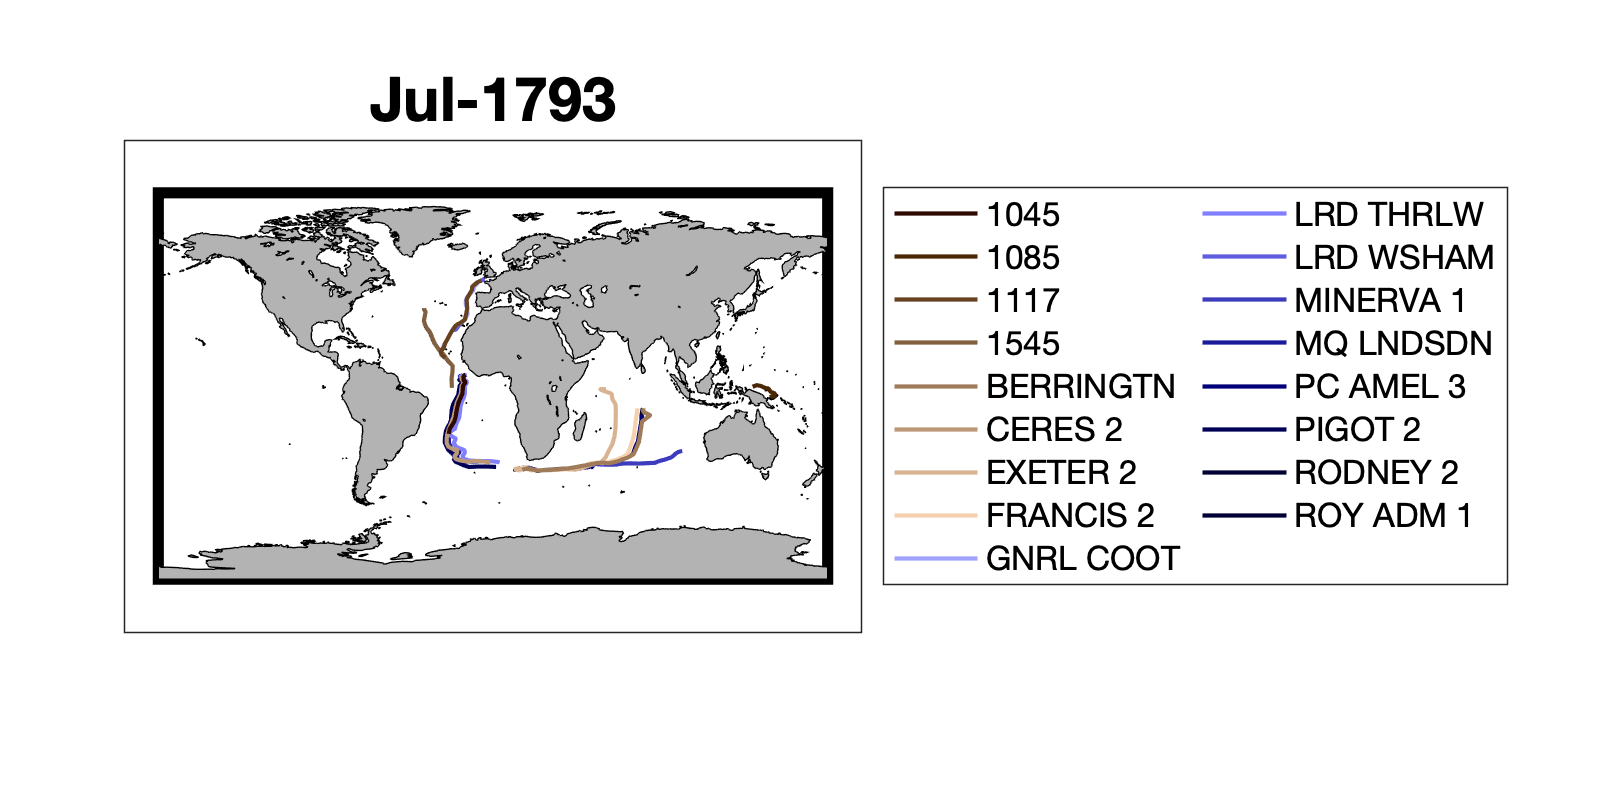 Jul-1793
1045
1085
1117
1545
BERRINGTN
CERES 2
EXETER 2
FRANCIS 2
GNRL COOT
LRD THRLW
LRD WSHAM
MINERVA 1
MQ LNDSDN
PC AMEL 3
PIGOT 2
RODNEY 2
ROY ADM 1